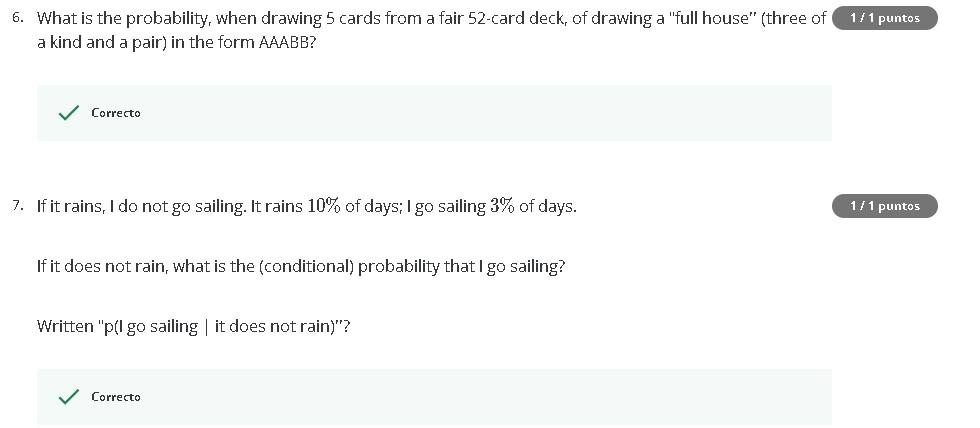 6. What is the probability, when drawing 5 cards from a fair 52-card deck, of drawing a "full house" (three of
1 / 1 puntos
a kind and a pair) in the form AAABB?
Correcto
7. If it rains, I do not go sailing. It rains 10% of days; I go sailing 3% of days.
1 / 1 puntos
If it does not rain, what is the (conditional) probability that I go sailing?
Written "p(I go sailing | it does not rain)"?
Correcto